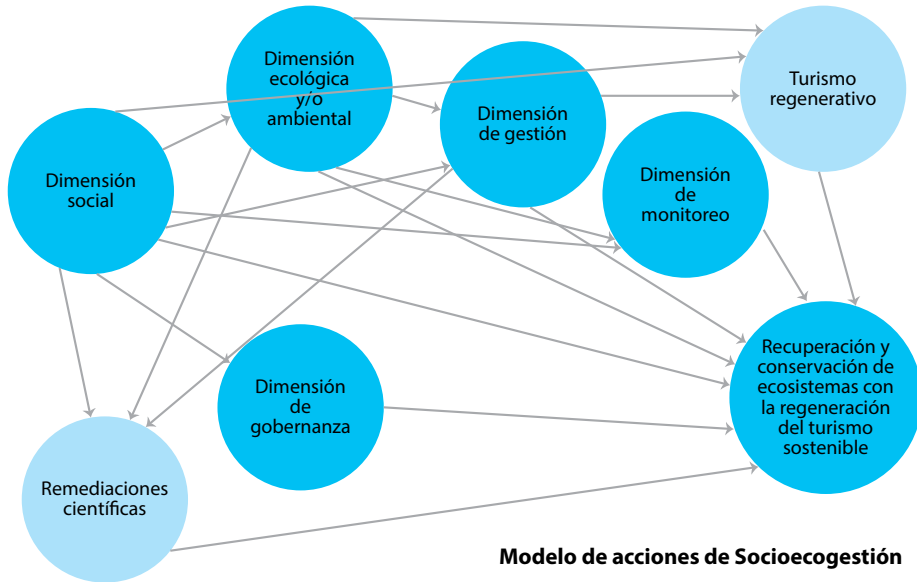 Dimensión
ecológica
y/o
ambiental
Turismo
regenerativo
Dimensión
de gestión
Dimensión
social
Dimensión
de
monitoreo
Dimensión
de
gobernanza
Recuperación y
conservación de
ecosistemas con
la regeneración
del turismo
sostenible
Remediaciones
científicas
Modelo de acciones de Socioecogestión